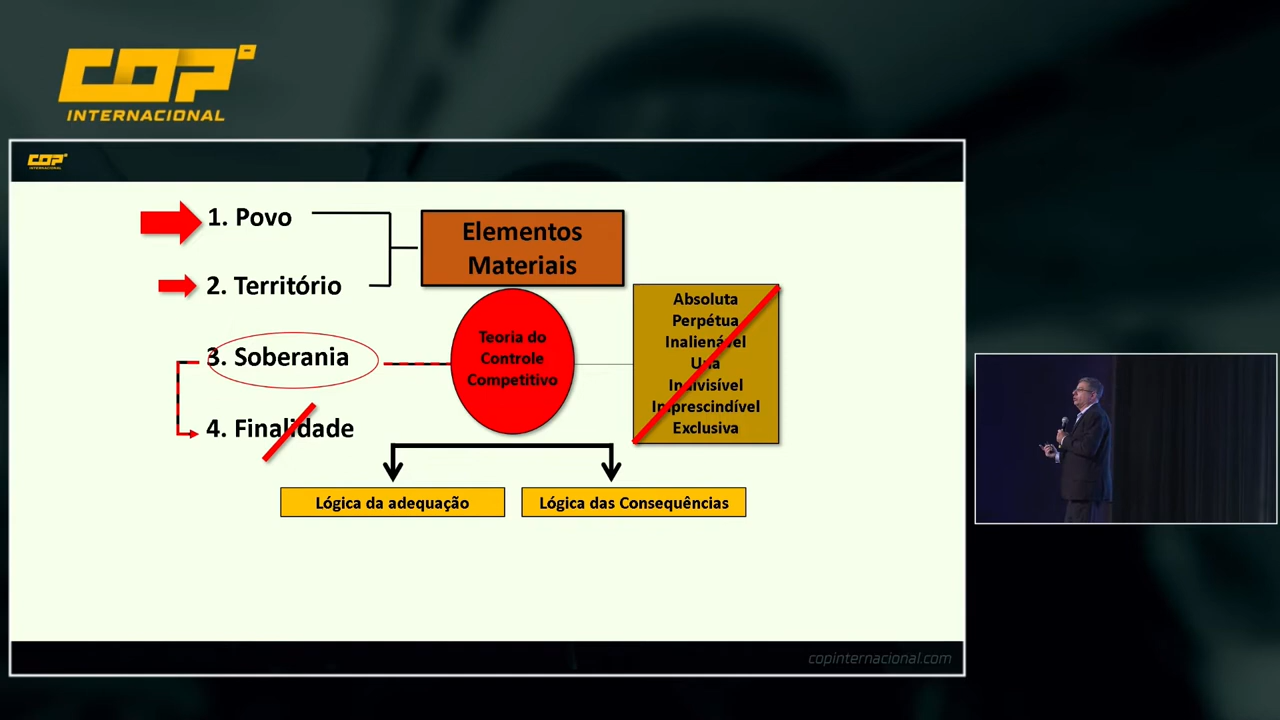 COP
INTERNACIONAL
COP
INTERNACIONAL
1. Povo
2. Território
3. Soberania
4. Finalidade
Elementos
Materiais
Teoria do
Controle
Competitivo
Absoluta
Perpétua
Inalienável
Una
Indivisível
Imprescindível
Exclusiva
Lógica da adequação
Lógica das Consequências
copinternacional.com